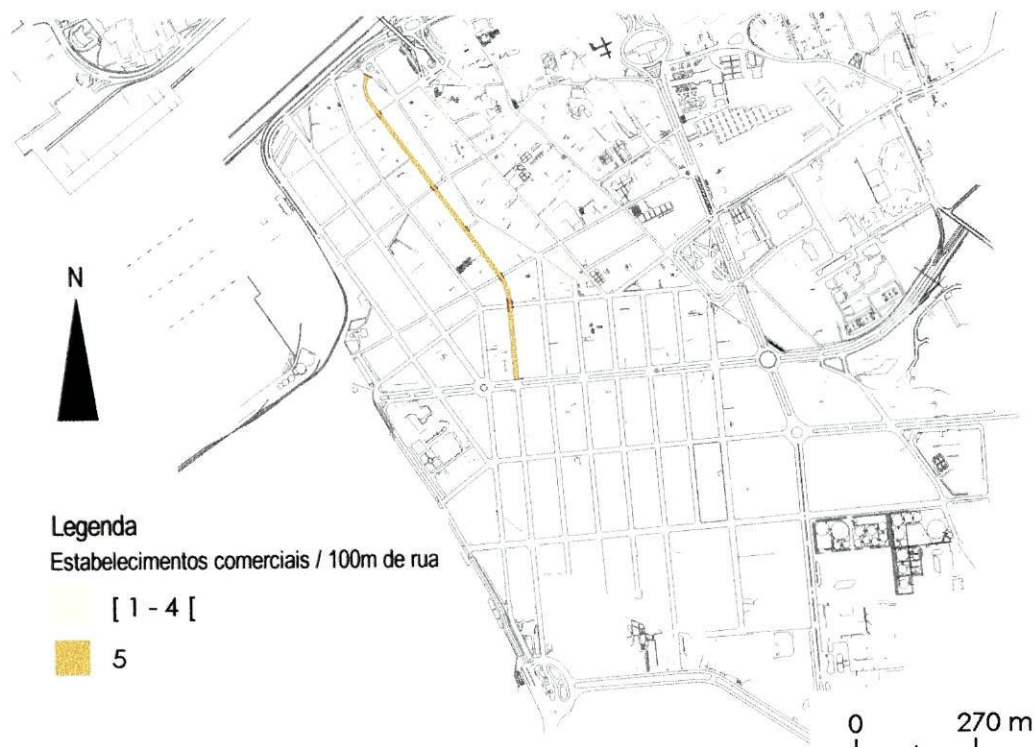 N
Legenda
Estabelecimentos comerciais / 100m de rua
[ 1 - 4 [
5
0 270 m